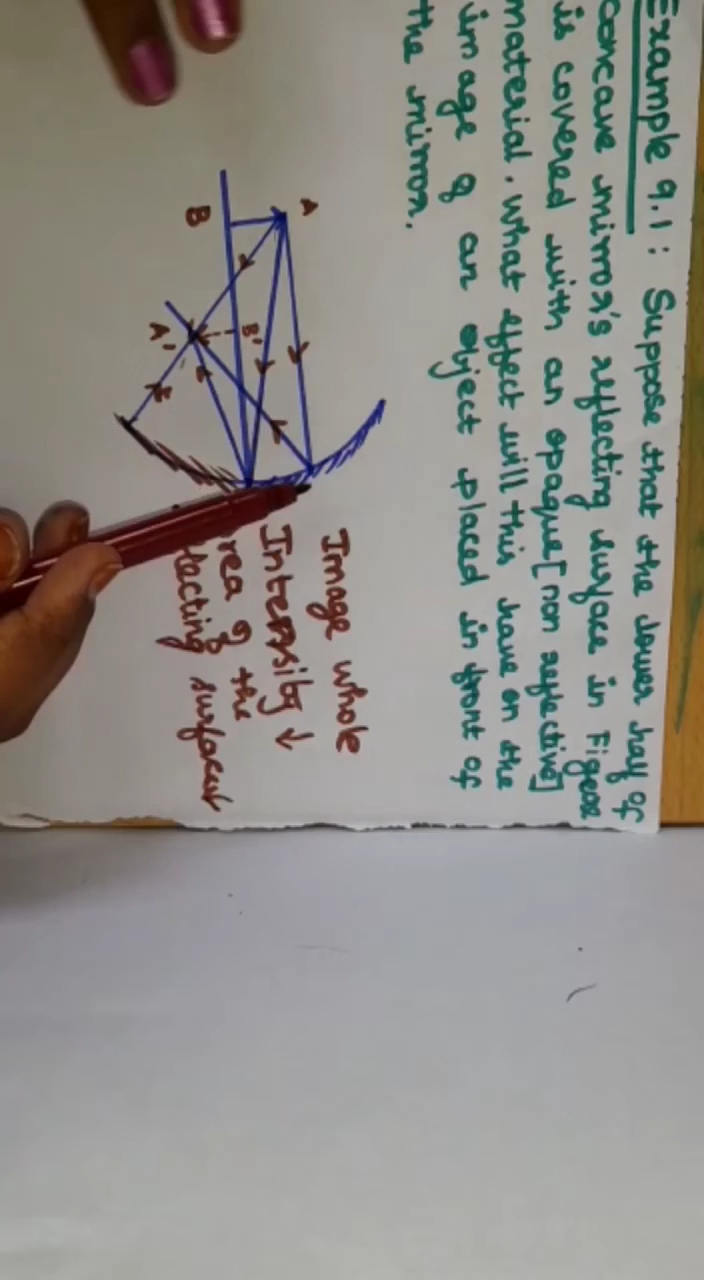 Example 9.1: Suppose that the lower half of
concave mirror's reflecting surface in Figure
is covered with an opaque [non reflective]
material. What effect will this have on the
image of an object placed in front of
the mirror.
A
B
B'
A'
Image whole
Intensity ↓
rea of the
lecting surface